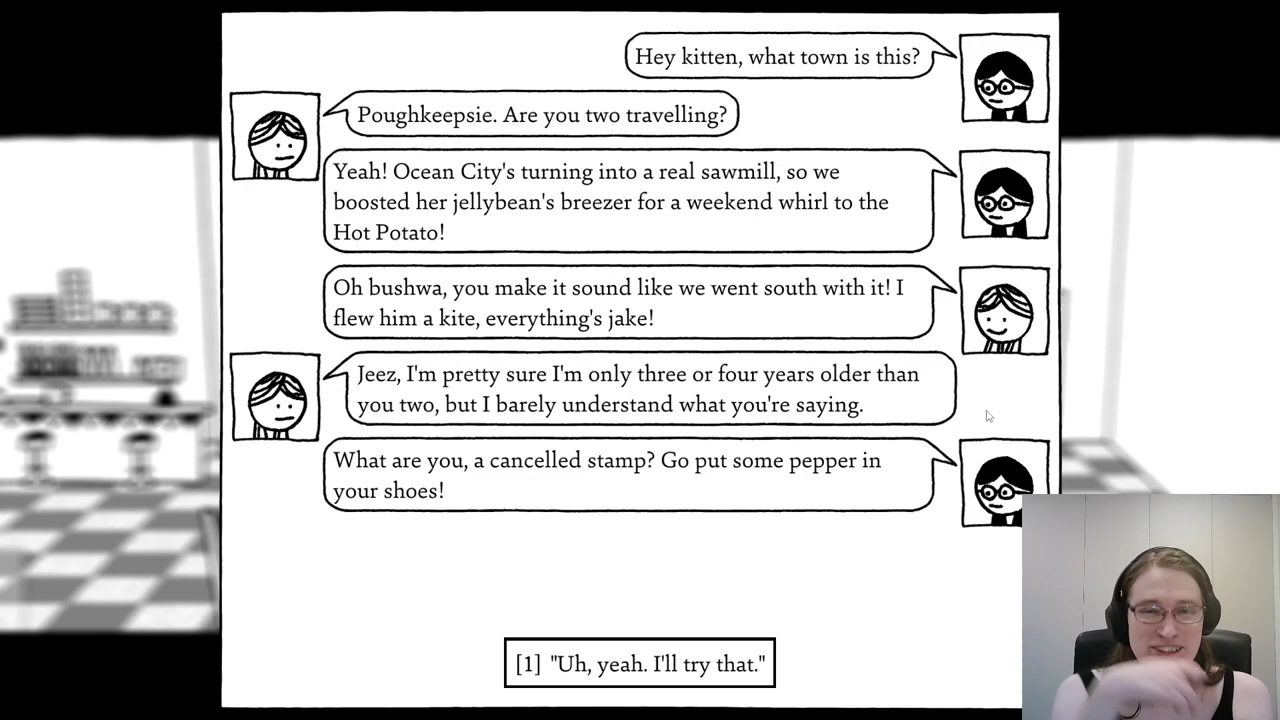 Hey kitten, what town is this?
Poughkeepsie. Are you two travelling?
Yeah! Ocean City's turning into a real sawmill, so we
boosted her jellybean's breezer for a weekend whirl to the
Hot Potato!
Oh bushwa, you make it sound like we went south with it! I
flew him a kite, everything's jake!
Jeez, I'm pretty sure I'm only three or four years older than
you two, but I barely understand what you're saying.
What are you, a cancelled stamp? Go put some pepper in
your shoes!
[1] "Uh, yeah. I'll try that."